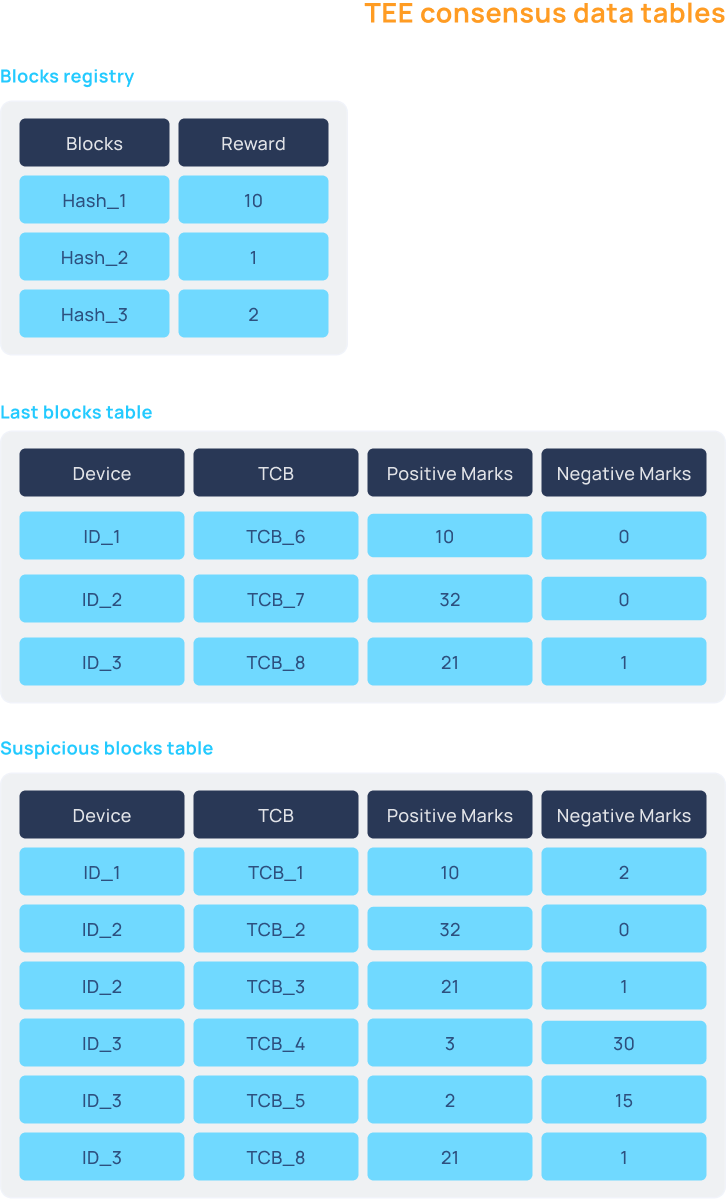 TEE consensus data tables
Blocks registry
Blocks Reward
Hash_1 10
Hash_2 1
Hash_3 2
Last blocks table
Device TCB Positive Marks Negative Marks
ID_1 TCB_6 10 0
ID_2 TCB_7 32 0
ID_3 TCB_8 21 1
Suspicious blocks table
Device TCB Positive Marks Negative Marks
ID_1 TCB_1 10 2
ID_2 TCB_2 32 0
ID_2 TCB_3 21 1
ID_3 TCB_4 3 30
ID_3 TCB_5 2 15
ID_3 TCB_8 21 1